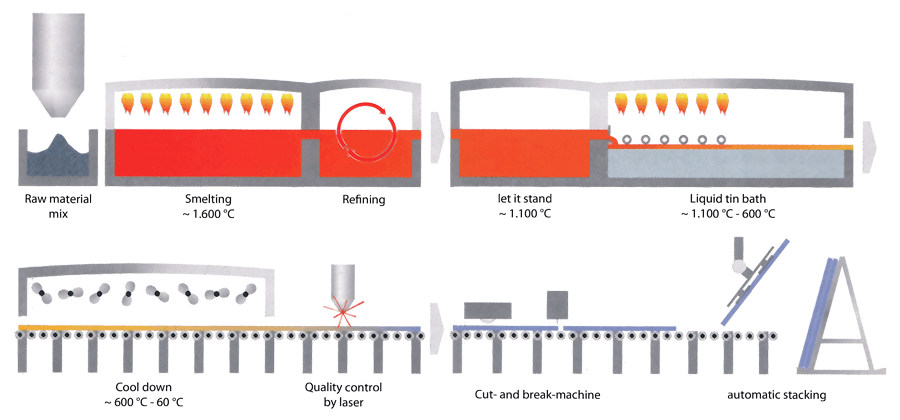 Raw material
mix
Smelting
~ 1.600 °C
Refining
let it stand
~ 1.100 °C
Liquid tin bath
~ 1.100 °C - 600 °C
Cool down
~ 600 °C - 60 °C
Quality control
by laser
Cut- and break-machine
automatic stacking